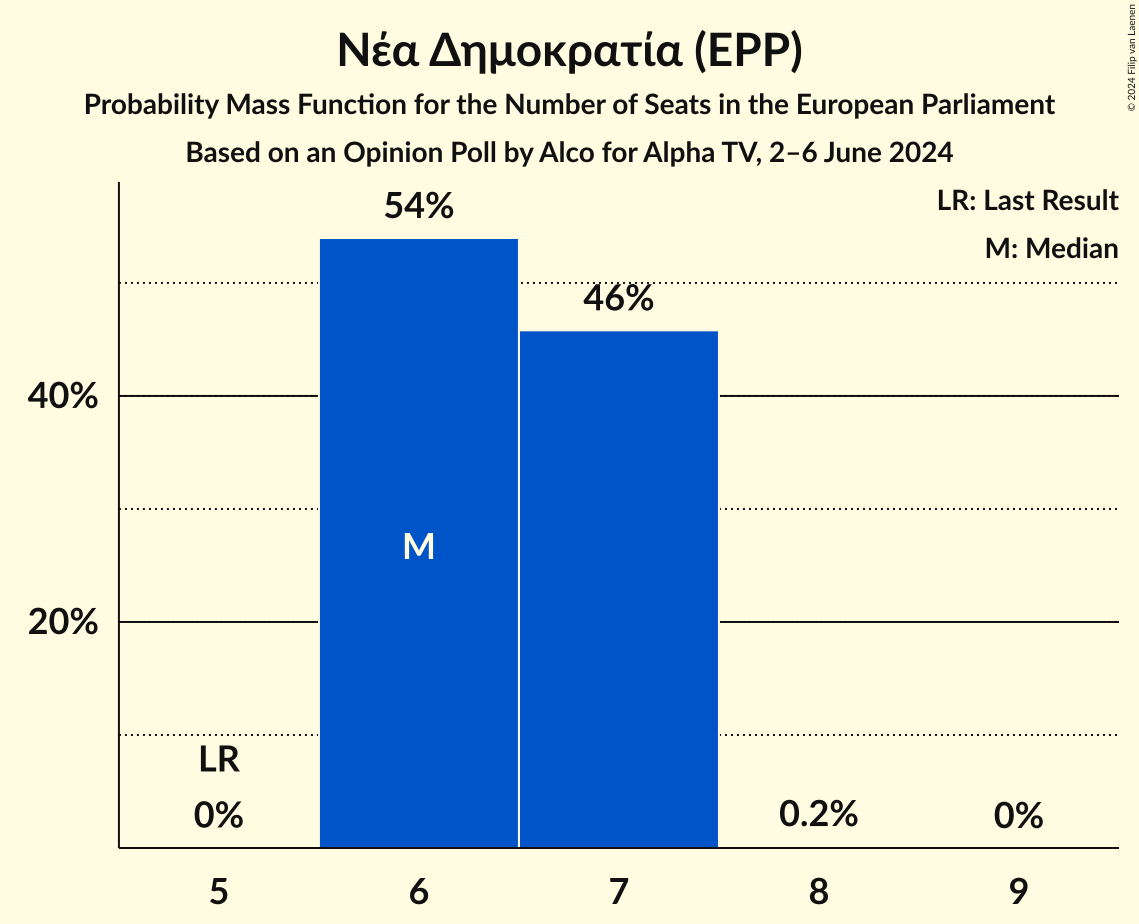 Νέα Δημοκρατία (EPP)
Probability Mass Function for the Number of Seats in the European Parliament
Based on an Opinion Poll by Alco for Alpha TV, 2–6 June 2024
© 2024 Filip van Laenen
LR: Last Result
M: Median
54%
46%
40%
M
20%
LR
0%
0.2%
0%
5
6
7
8
9